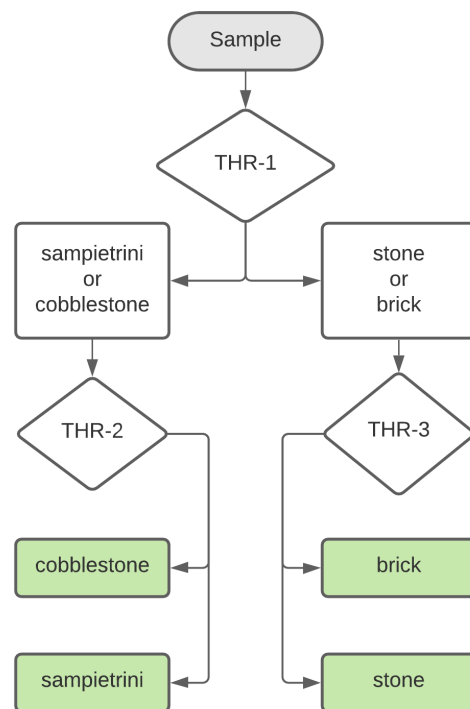 Sample
THR-1
sampietrini
or
cobblestone
stone
or
brick
THR-2
THR-3
cobblestone
brick
sampietrini
stone